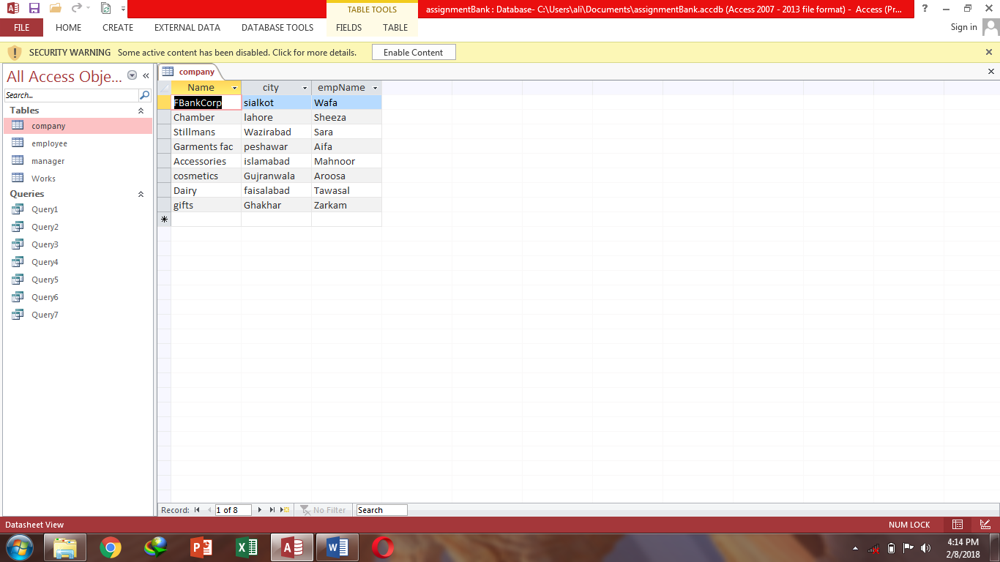 TABLE TOOLS
assignmentBank : Database- C:\Users\ali\Documents\assignmentBank.accdb (Access 2007 - 2013 file format) - Access (Pr...
?
FILE HOME CREATE EXTERNAL DATA DATABASE TOOLS FIELDS TABLE Sign in
SECURITY WARNING Some active content has been disabled. Click for more details. Enable Content
All Access Obje... «
Search...
Tables
company
employee
manager
Works
Queries
Query1
Query2
Query3
Query4
Query5
Query6
Query7
company
Name city empName
FBankCorp sialkot Wafa
Chamber lahore Sheeza
Stillmans Wazirabad Sara
Garments fac peshawar Aifa
Accessories islamabad Mahnoor
cosmetics Gujranwala Aroosa
Dairy faisalabad Tawasal
gifts Ghakhar Zarkam
Record: 1 of 8 No Filter Search
Datasheet View NUM LOCK
4:14 PM
2/8/2018